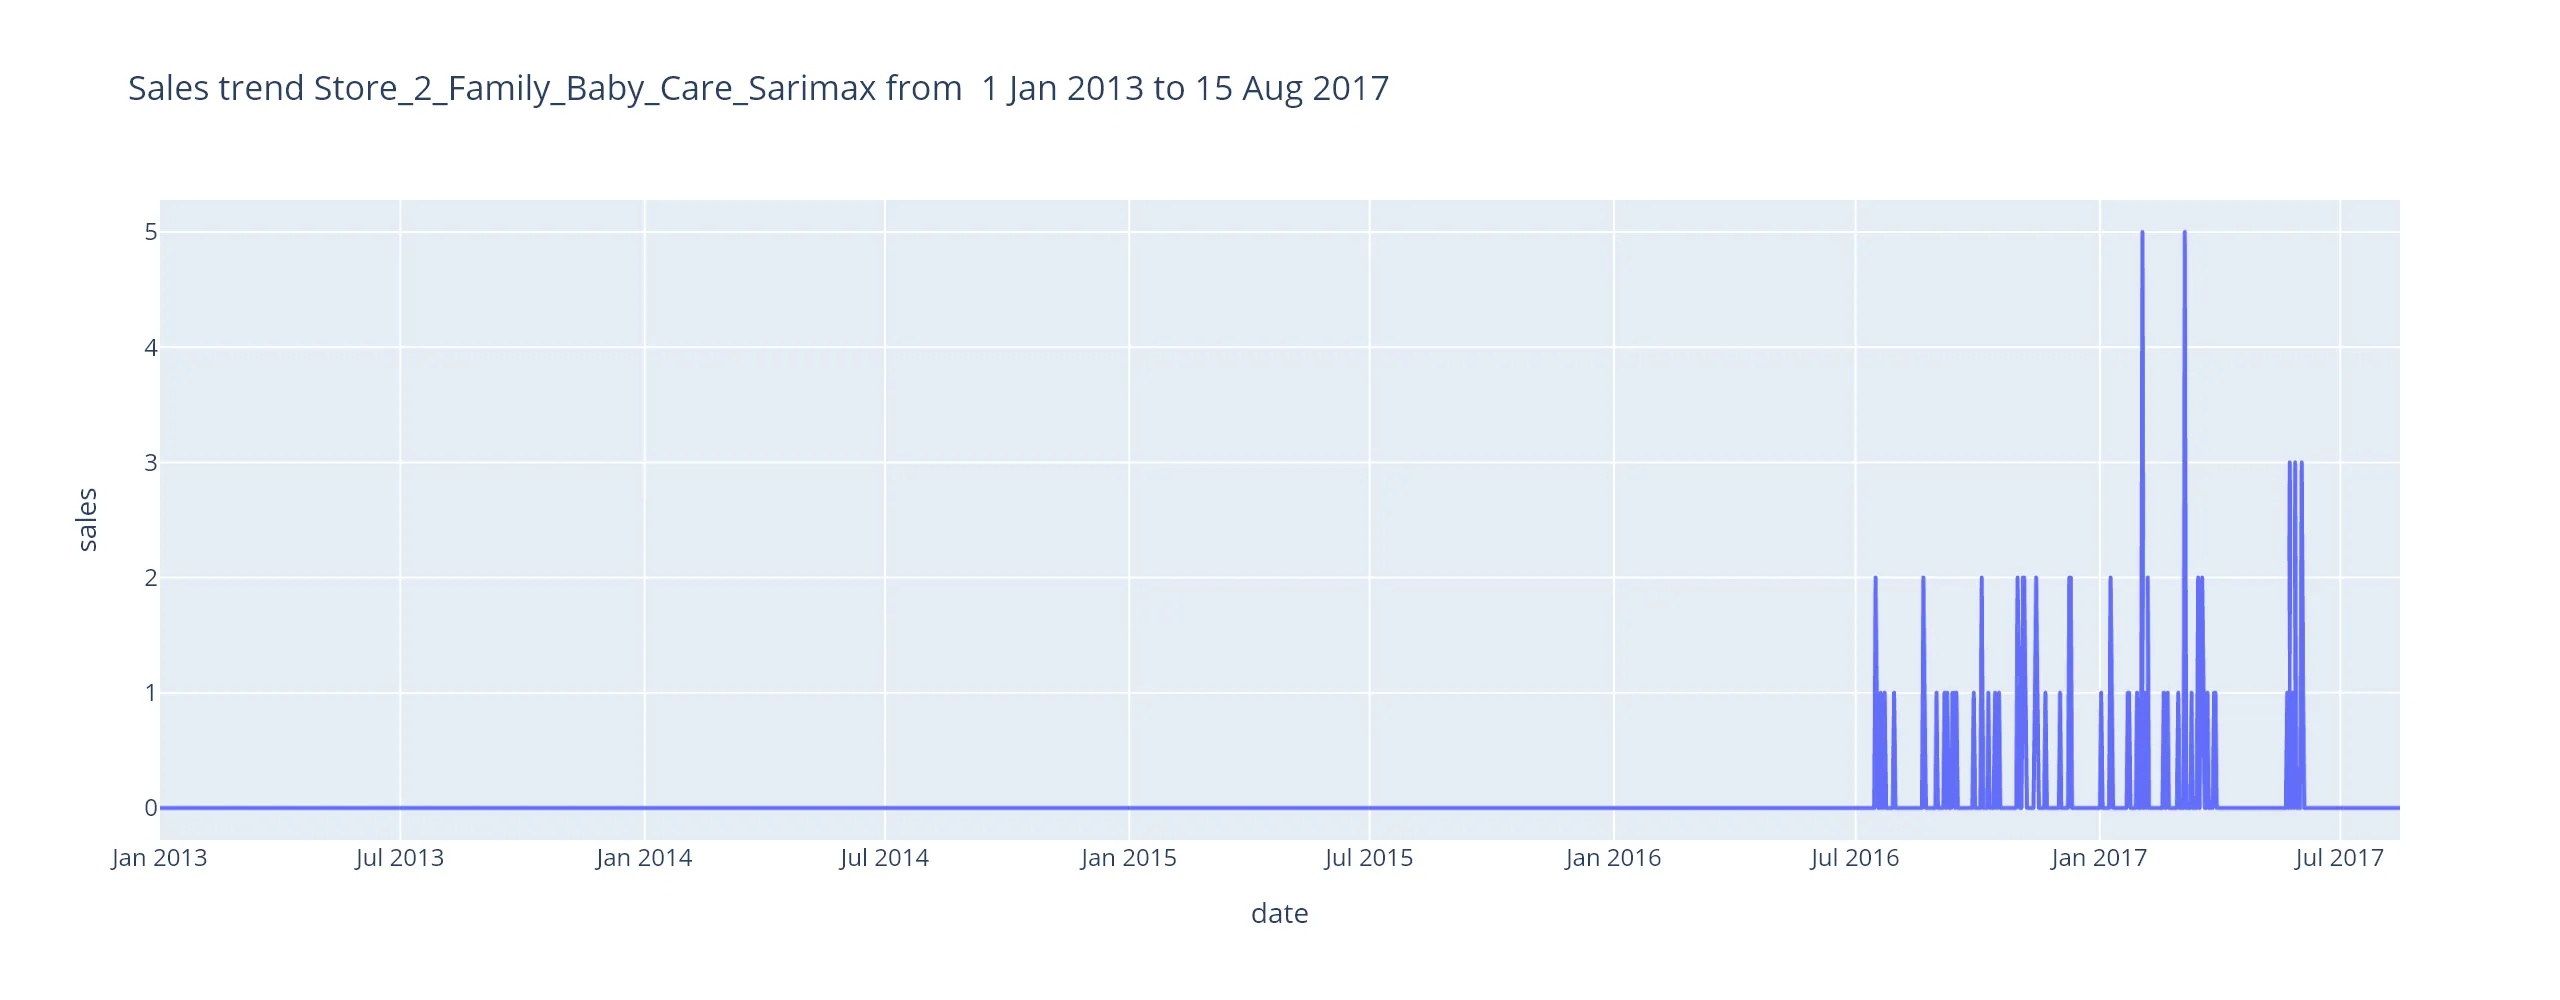 Sales trend Store_2_Family_Baby_Care_Sarimax from  1 Jan 2013 to 15 Aug 2017
5
4
3
2
1
0
sales
Jan 2013 Jul 2013 Jan 2014 Jul 2014 Jan 2015 Jul 2015 Jan 2016 Jul 2016 Jan 2017 Jul 2017
date